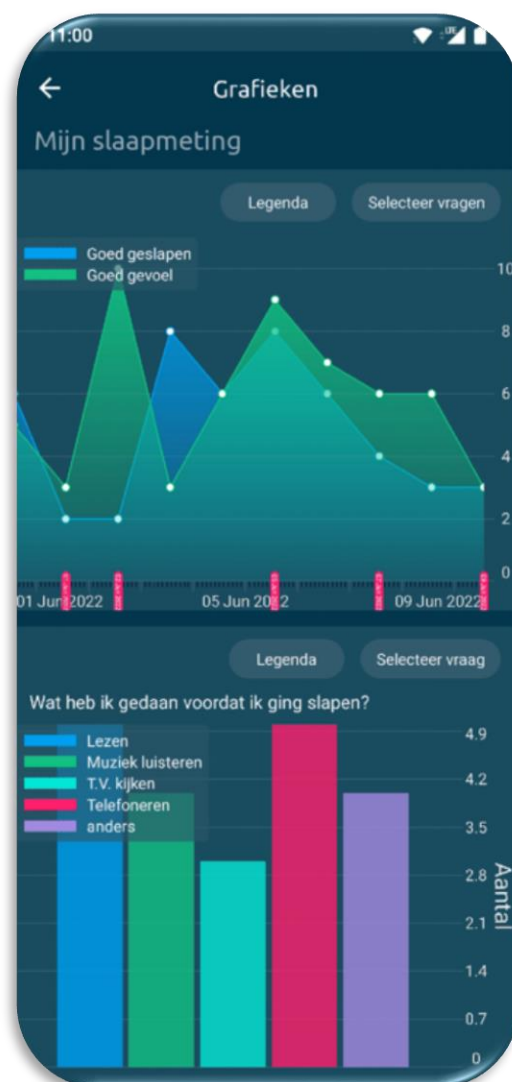 11:00
LTE
Grafieken
Mijn slaapmeting
Legenda
Selecteer vragen
Goed geslapen
Goed gevoel
10
8
6
4
2
0
01 Jun 2022
05 Jun 2022
09 Jun 2022
Legenda
Selecteer vraag
Wat heb ik gedaan voordat ik ging slapen?
Lezen
Muziek luisteren
T.V. kijken
Telefoneren
anders
4.9
4.2
3.5
2.8
2.1
1.4
0.7
0
Aantal